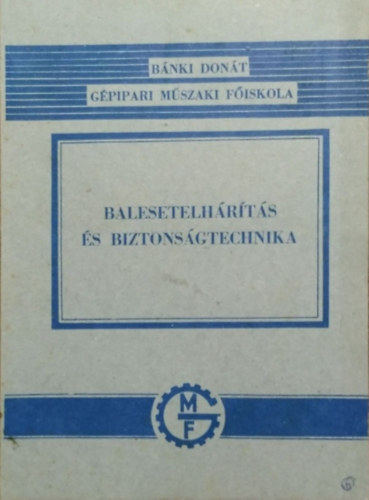 BÁNKI DONÁT
GÉPIPARI MŰSZAKI FŐISKOLA
BALESETELHÁRÍTÁS
ÉS BIZTONSÁGTECHNIKA
M
G
F